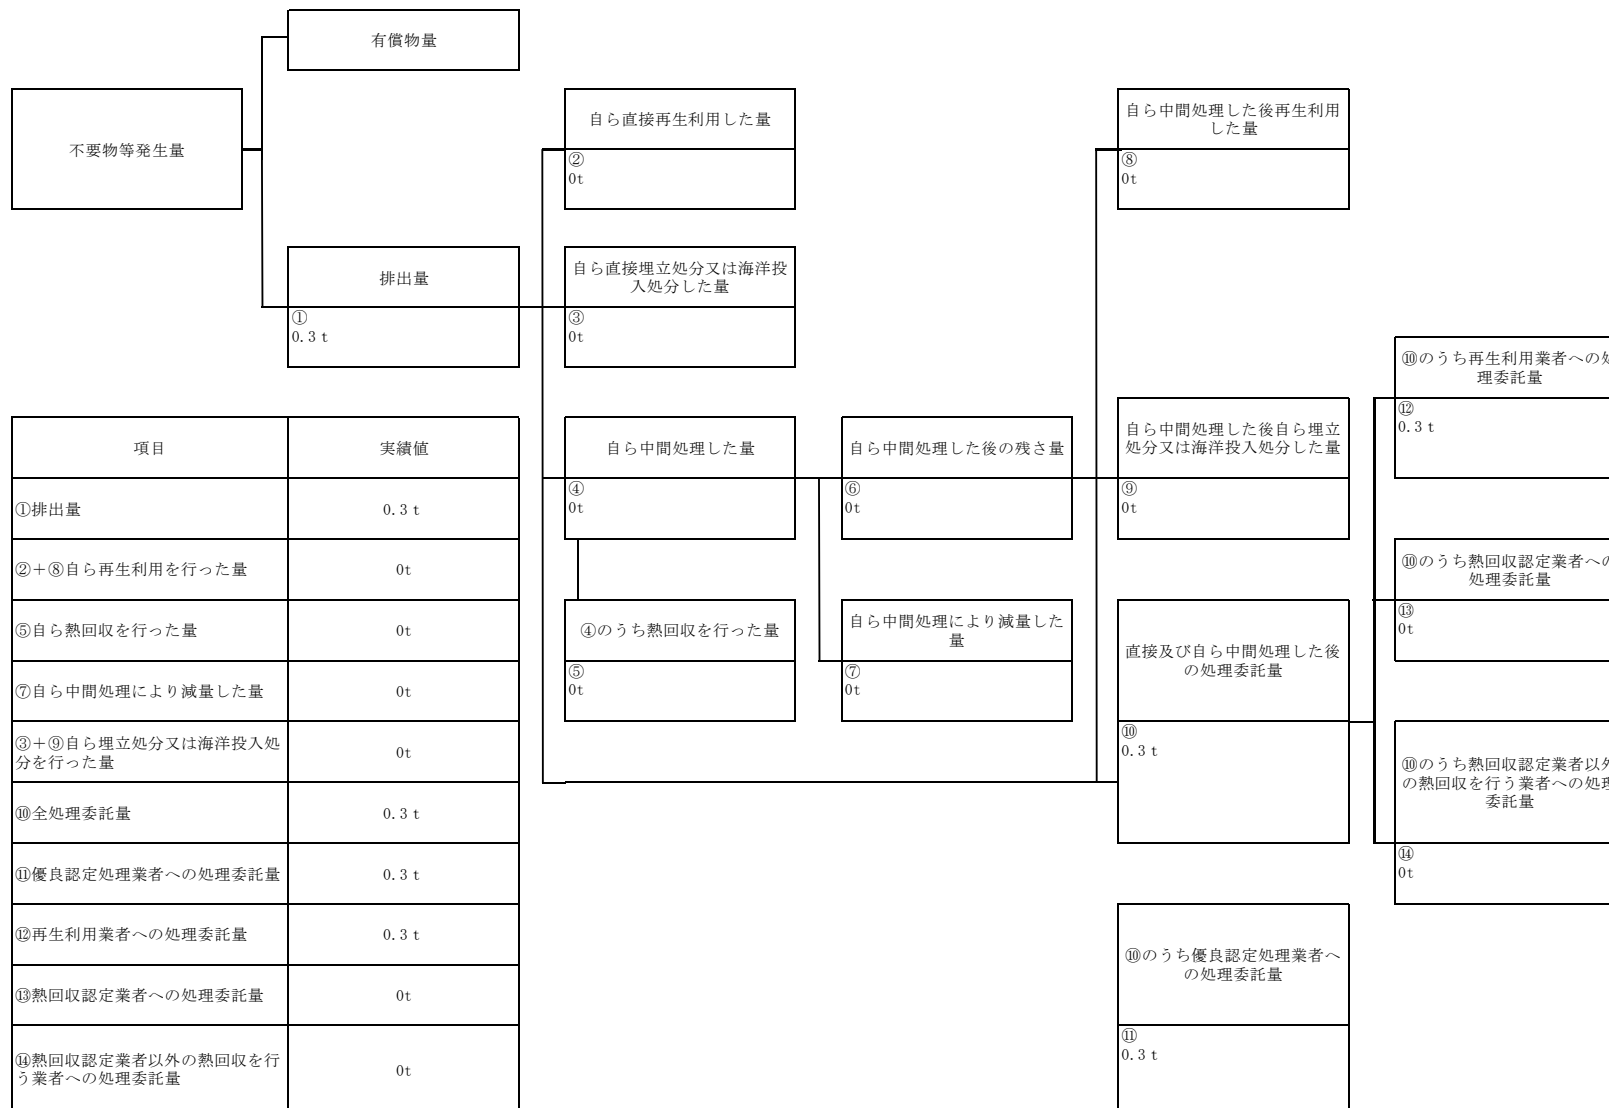 有償物量
不要物等発生量
自ら直接再生利用した量
②
0t
自ら中間処理した後再生利用
した量
⑧
0t
排出量
①
0.3 t
自ら直接埋立処分又は海洋投
入処分した量
③
0t
⑩のうち再生利用業者への処
理委託量
⑫
0.3 t
項目
実績値
①排出量
0.3 t
②+⑧自ら再生利用を行った量
0t
⑤自ら熱回収を行った量
0t
⑦自ら中間処理により減量した量
0t
③+⑨自ら埋立処分又は海洋投入処
分を行った量
0t
⑩全処理委託量
0.3 t
⑪優良認定処理業者への処理委託量
0.3 t
⑫再生利用業者への処理委託量
0.3 t
⑬熱回収認定業者への処理委託量
0t
⑭熱回収認定業者以外の熱回収を行
う業者への処理委託量
0t
自ら中間処理した量
④
0t
自ら中間処理した後の残さ量
⑥
0t
自ら中間処理した後自ら埋立
処分又は海洋投入処分した量
⑨
0t
④のうち熱回収を行った量
⑤
0t
自ら中間処理により減量した
量
⑦
0t
直接及び自ら中間処理した後
の処理委託量
⑩
0.3 t
⑩のうち熱回収認定業者への
処理委託量
⑬
0t
⑩のうち熱回収認定業者以外
の熱回収を行う業者への処理
委託量
⑭
0t
⑩のうち優良認定処理業者へ
の処理委託量
⑪
0.3 t